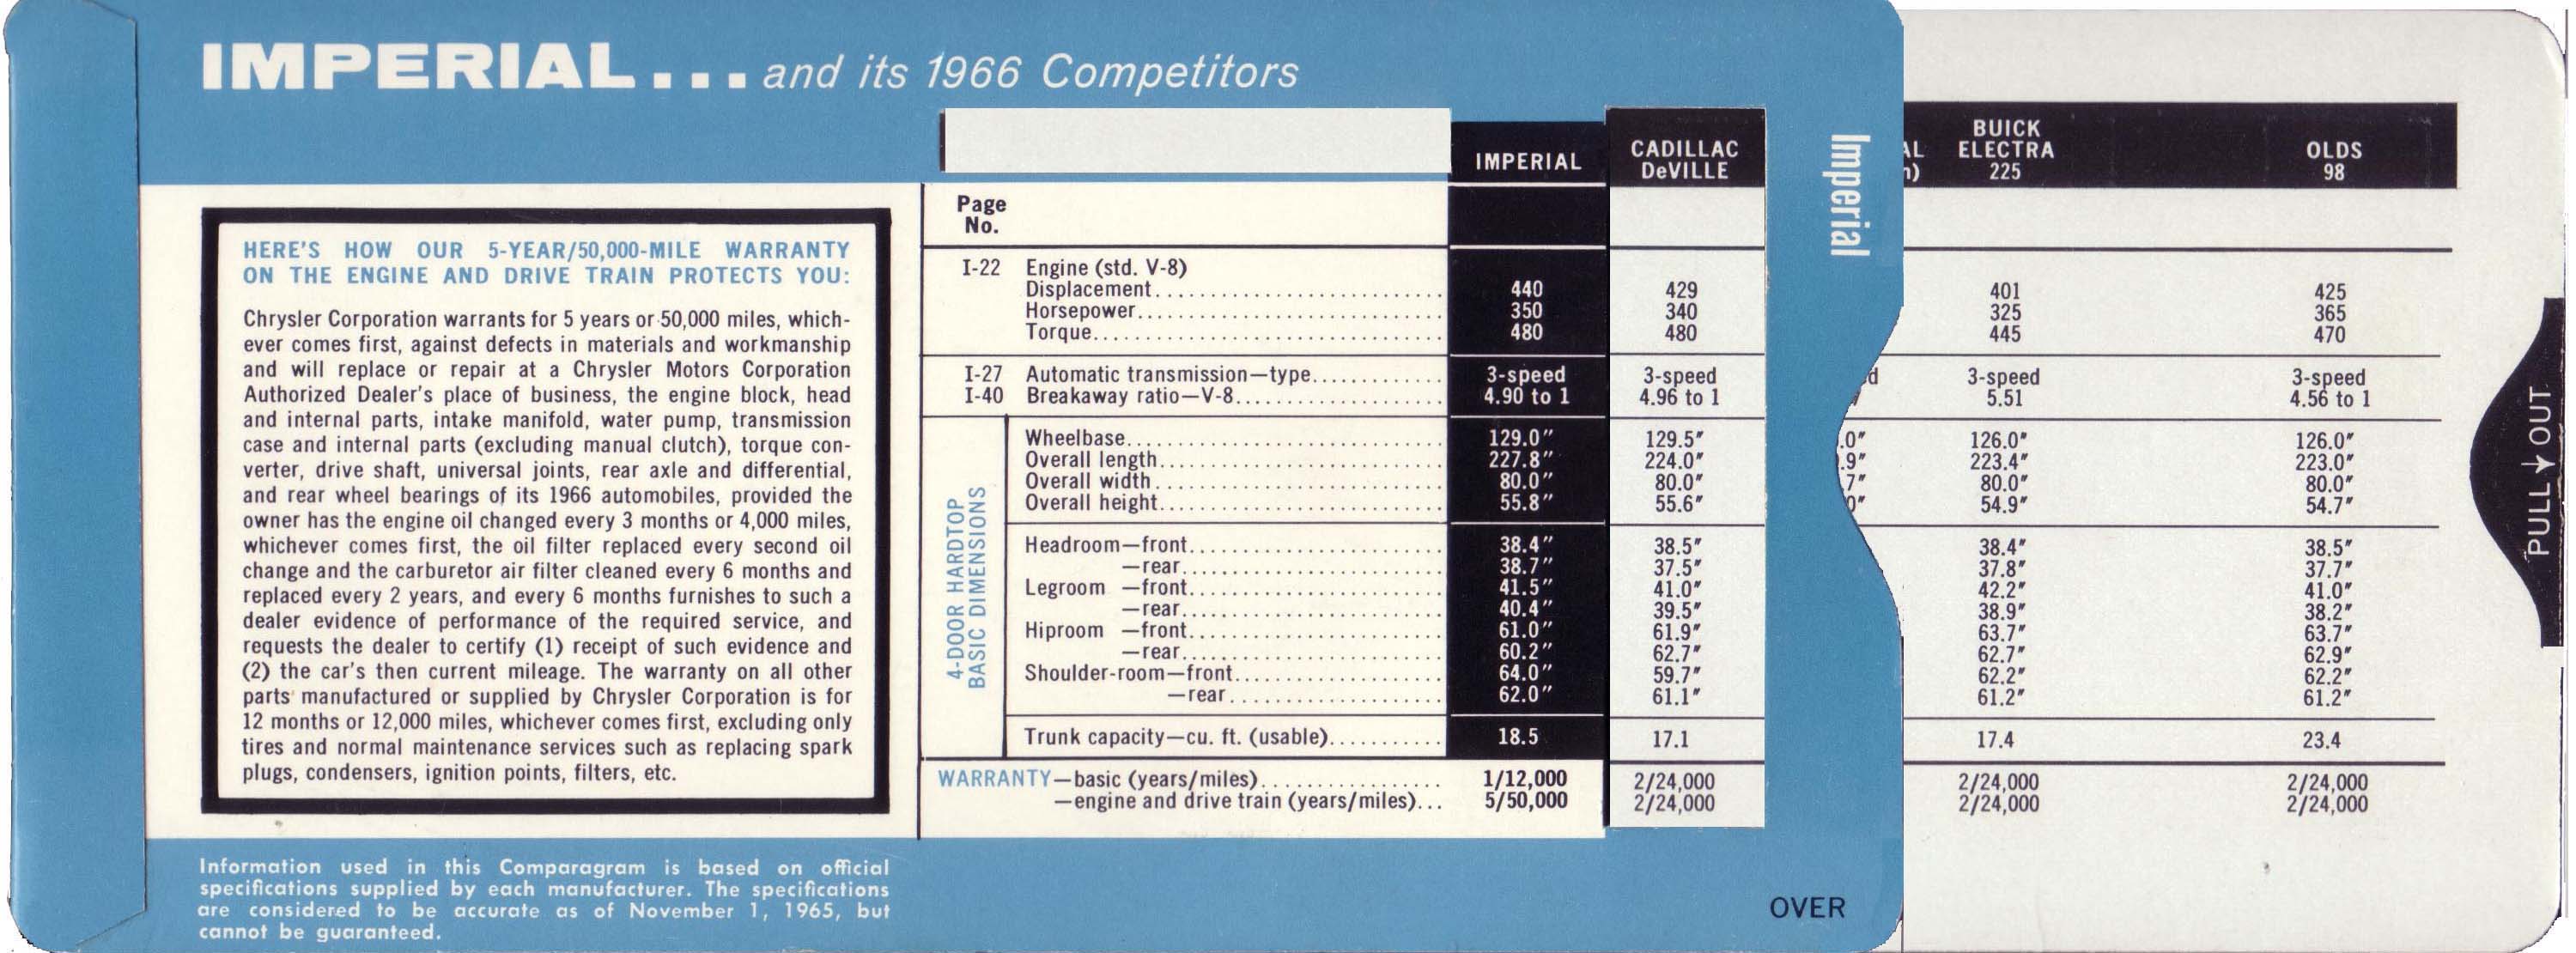 IMPERIAL... and its 1966 Competitors
HERE'S HOW OUR 5-YEAR/50,000-MILE WARRANTY
ON THE ENGINE AND DRIVE TRAIN PROTECTS YOU:
Chrysler Corporation warrants for 5 years or 50,000 miles, which-
ever comes first, against defects in materials and workmanship
and will replace or repair at a Chrysler Motors Corporation
Authorized Dealer's place of business, the engine block, head
and internal parts, intake manifold, water pump, transmission
case and internal parts (excluding manual clutch), torque con-
verter, drive shaft, universal joints, rear axle and differential,
and rear wheel bearings of its 1966 automobiles, provided the
owner has the engine oil changed every 3 months or 4,000 miles,
whichever comes first, the oil filter replaced every second oil
change and the carburetor air filter cleaned every 6 months and
replaced every 2 years, and every 6 months furnishes to such a
dealer evidence of performance of the required service, and
requests the dealer to certify (1) receipt of such evidence and
(2) the car's then current mileage. The warranty on all other
parts manufactured or supplied by Chrysler Corporation is for
12 months or 12,000 miles, whichever comes first, excluding only
tires and normal maintenance services such as replacing spark
plugs, condensers, ignition points, filters, etc.
Information used in this Comparagram is based on official
specifications supplied by each manufacturer. The specifications
are considered to be accurate as of November 1, 1965, but
cannot be guaranteed.
IMPERIAL CADILLAC DeVILLE AL n) BUICK ELECTRA 225 OLDS 98
Page
No.
I-22 Engine (std. V-8)
Displacement 440 429 401 425
Horsepower 350 340 325 365
Torque 480 480 445 470
I-27 Automatic transmission—type 3-speed 3-speed d 3-speed 3-speed
I-40 Breakaway ratio—V-8 4.90 to 1 4.96 to 1 5.51 4.56 to 1
4-DOOR HARDTOP
BASIC DIMENSIONS
Wheelbase 129.0" 129.5" .0" 126.0" 126.0"
Overall length 227.8" 224.0" .9" 223.4" 223.0"
Overall width 80.0" 80.0" .7" 80.0" 80.0"
Overall height 55.8" 55.6" 0" 54.9" 54.7"
Headroom—front 38.4" 38.5" 38.4" 38.5"
—rear 38.7" 37.5" 37.8" 37.7"
Legroom —front 41.5" 41.0" 42.2" 41.0"
—rear 40.4" 39.5" 38.9" 38.2"
Hiproom —front 61.0" 61.9" 63.7" 63.7"
—rear 60.2" 62.7" 62.7" 62.9"
Shoulder-room—front 64.0" 59.7" 62.2" 62.2"
—rear 62.0" 61.1" 61.2" 61.2"
Trunk capacity—cu. ft. (usable) 18.5 17.1 17.4 23.4
WARRANTY—basic (years/miles) 1/12,000 2/24,000 2/24,000 2/24,000
—engine and drive train (years/miles) 5/50,000 2/24,000 2/24,000 2/24,000
Imperial
OVER
PULL OUT